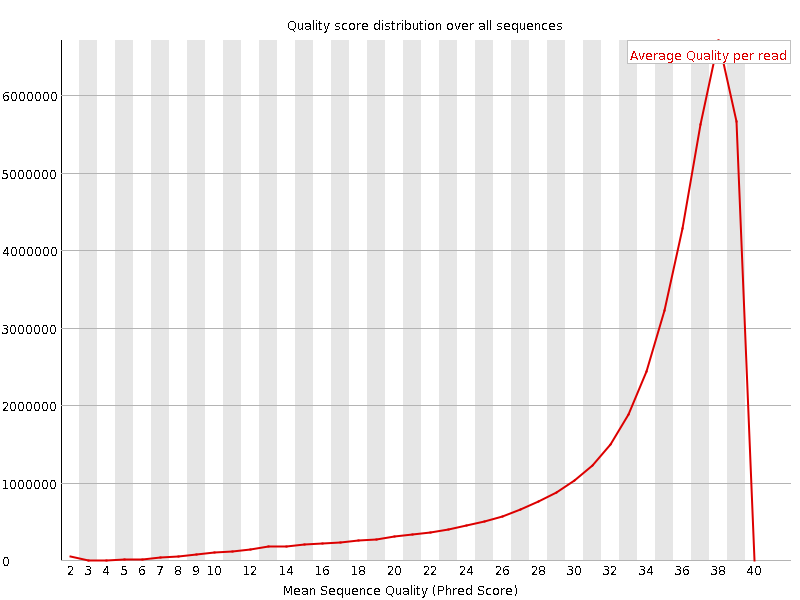 Quality score distribution over all sequences
Average Quality per read
6000000
5000000
4000000
3000000
2000000
1000000
0
2 3 4 5 6 7 8 9 10 12 14 16 18 20 22 24 26 28 30 32 34 36 38 40
Mean Sequence Quality (Phred Score)